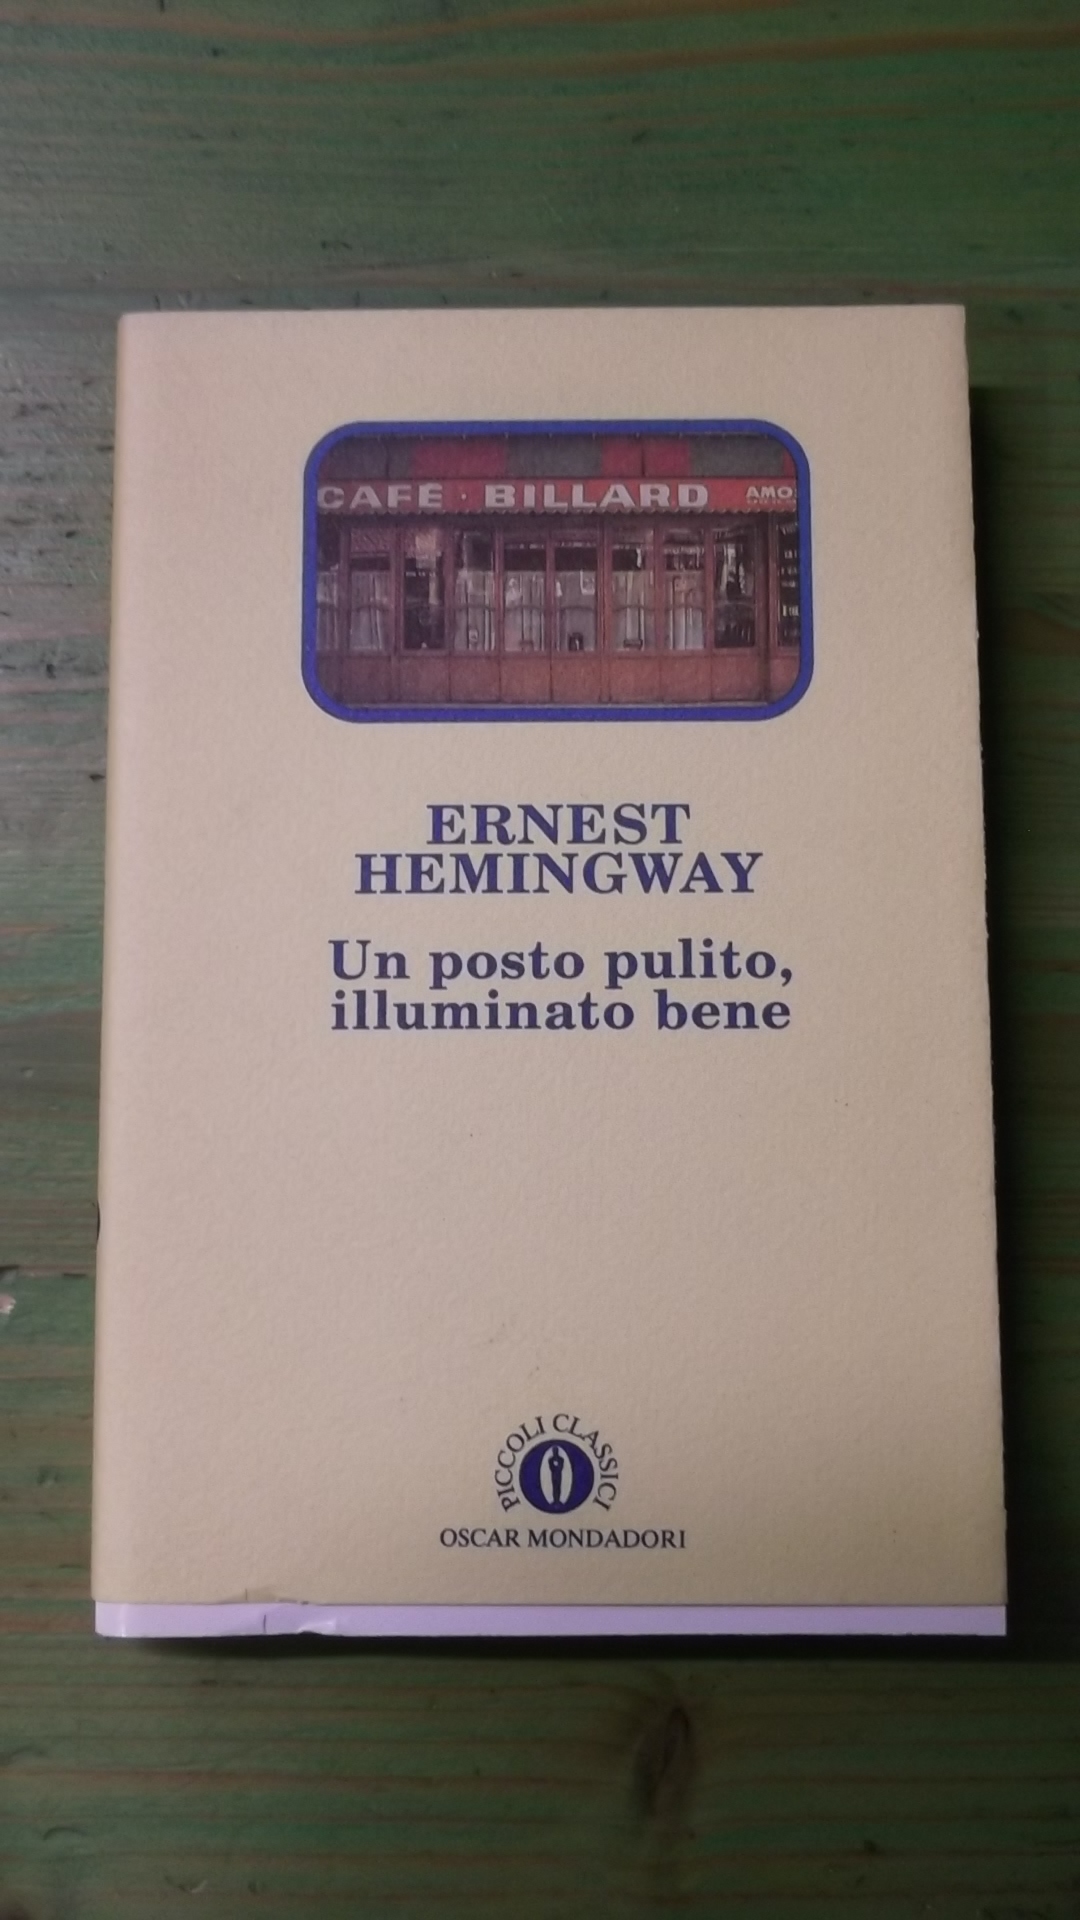 CAFÉ · BILLARD AMO
ERNEST
HEMINGWAY
Un posto pulito,
illuminato bene
PICCOLI CLASSICI
OSCAR MONDADORI